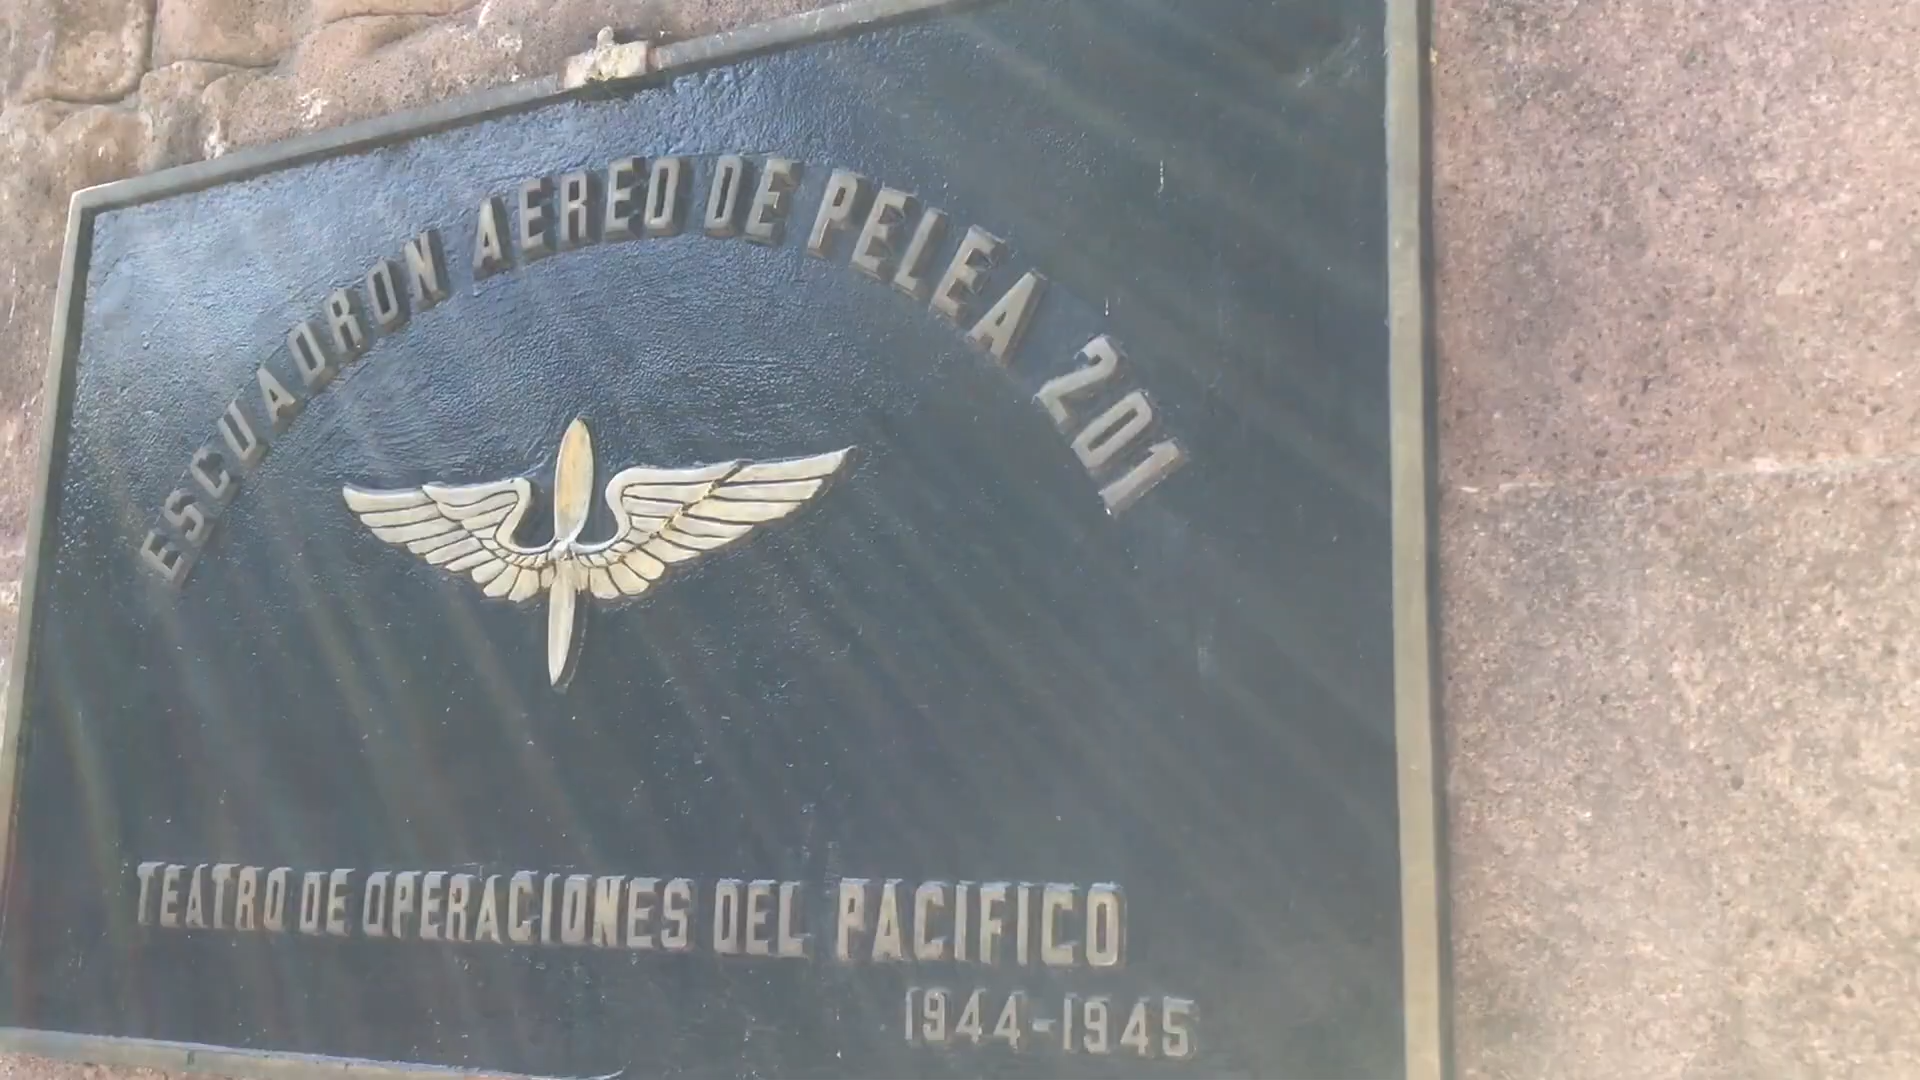 ESCUADRON AEREO DE PELEA 201
TEATRO DE OPERACIONES DEL PACIFICO
1944-1945